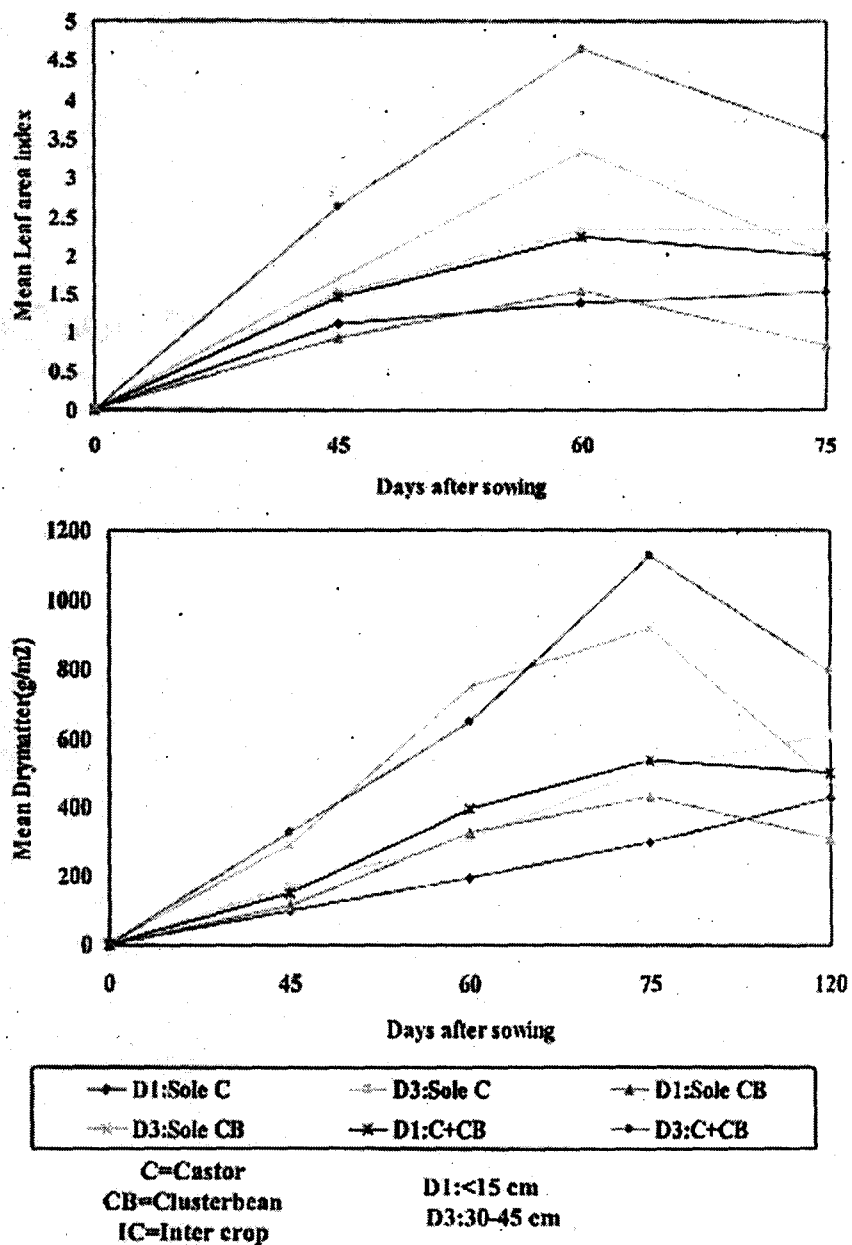 5
4.5
4
3.5
3
2.5
2
1.5
1
0.5
0
Mean Leaf area index
0 45 60 75
Days after sowing
1200
1000
800
600
400
200
0
Mean Drymatter(g/m2)
0 45 60 75 120
Days after sowing
D1:Sole C D3:Sole C D1:Sole CB
D3:Sole CB D1:C+CB D3:C+CB
C=Castor
CB=Clusterbean
IC=Inter crop
D1:<15 cm
D3:30-45 cm